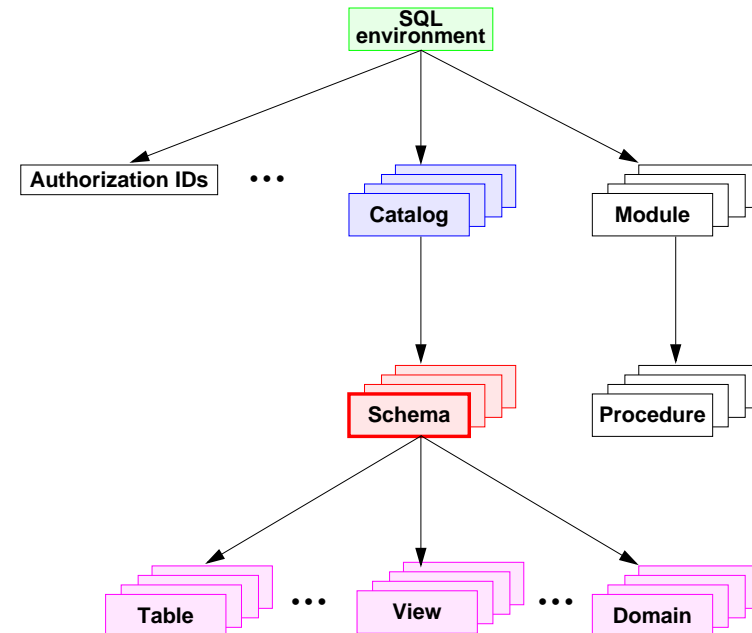 SQL
environment
Authorization IDs
•••
Catalog
Module
Schema
Procedure
Table
•••
View
•••
Domain